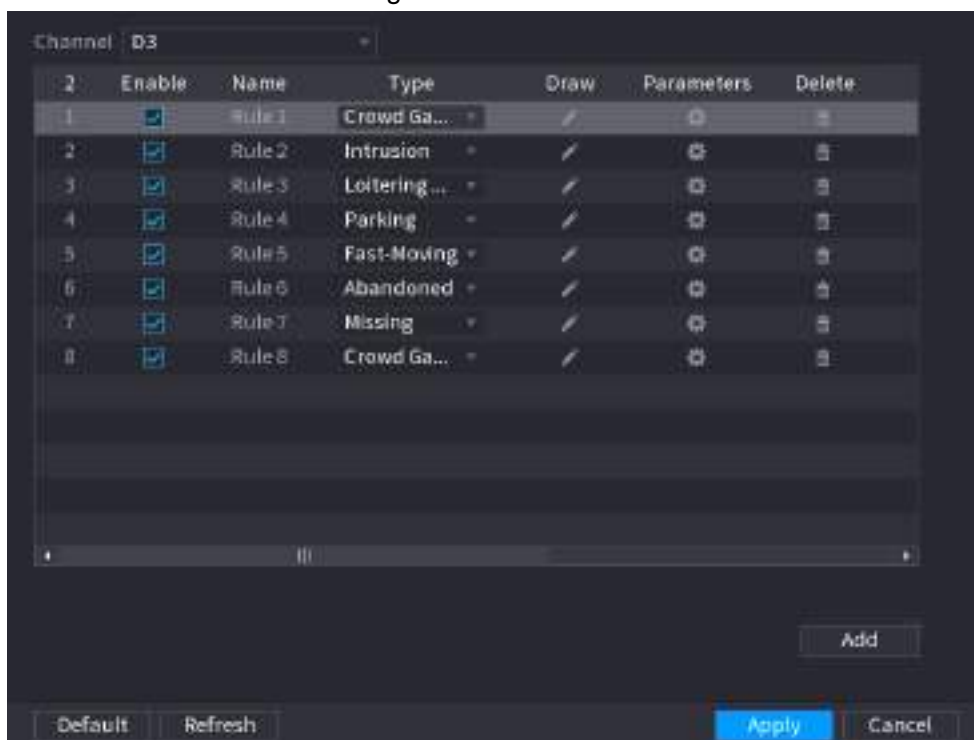 Channel D3
2 Enable Name Type Draw Parameters Delete
1 Rule 1 Crowd Ga...
2 Rule 2 Intrusion
3 Rule 3 Loitering ...
4 Rule 4 Parking
5 Rule 5 Fast-Moving
6 Rule 6 Abandoned
7 Rule 7 Missing
8 Rule 8 Crowd Ga...
Add
Default Refresh Apply Cancel